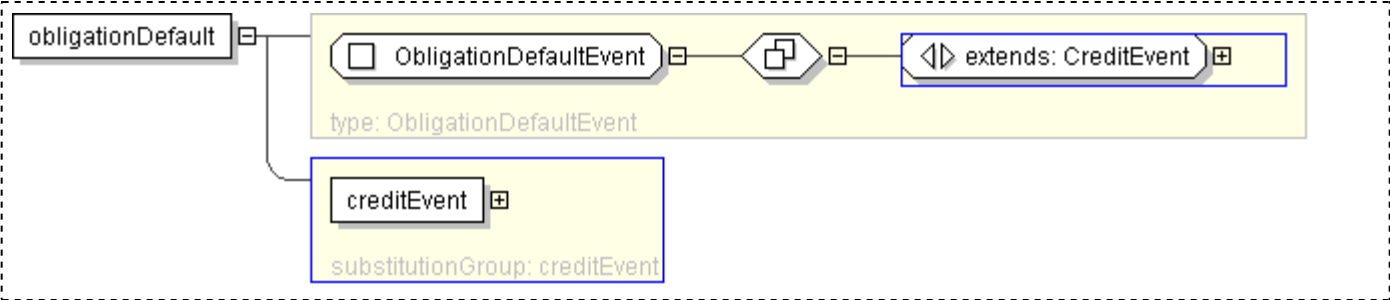 obligationDefault
ObligationDefaultEvent
extends: CreditEvent
type: ObligationDefaultEvent
creditEvent
substitutionGroup: creditEvent